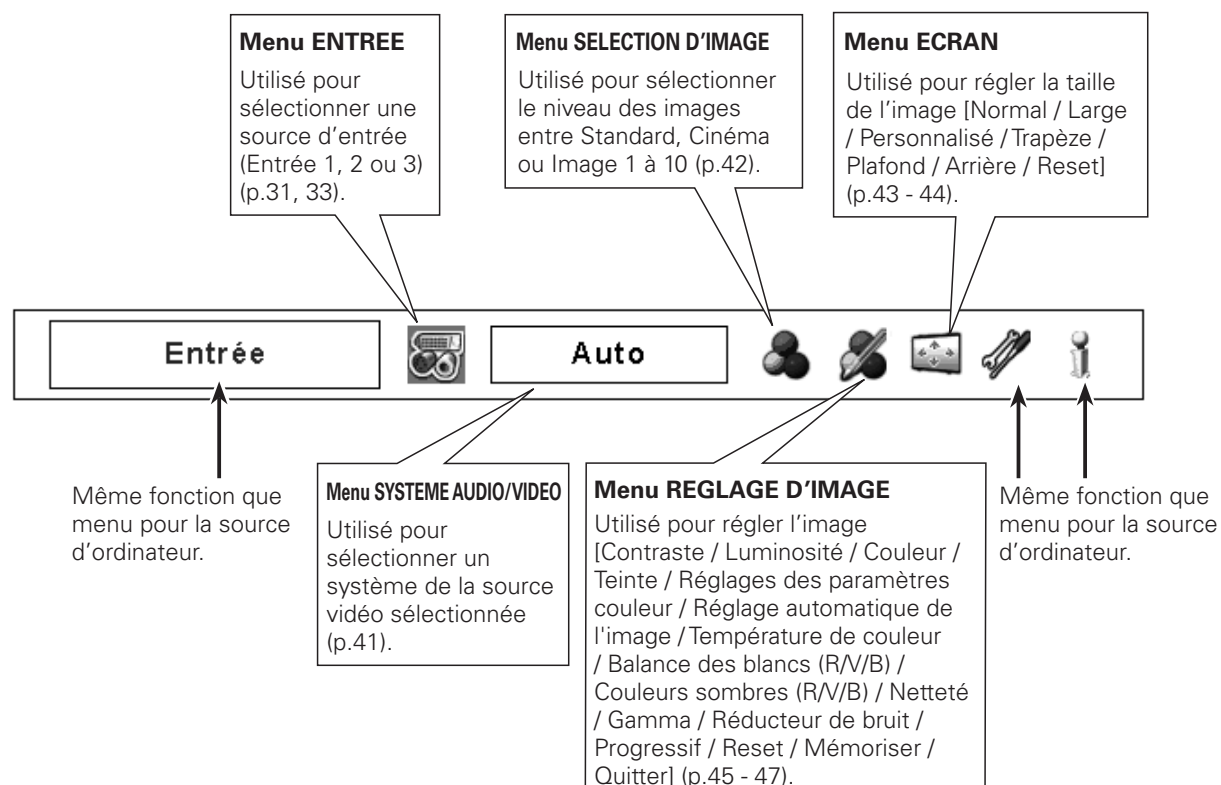 Menu ENTREE
Utilisé pour
sélectionner une
source d'entrée
(Entrée 1, 2 ou 3)
(p.31, 33).
Menu SELECTION D'IMAGE
Utilisé pour sélectionner
le niveau des images
entre Standard, Cinéma
ou Image 1 à 10 (p.42).
Menu ECRAN
Utilisé pour régler la taille
de l'image [Normal / Large
/ Personnalisé / Trapèze /
Plafond / Arrière / Reset]
(p.43 - 44).
Entrée
Auto
Même fonction que
menu pour la source
d'ordinateur.
Menu SYSTEME AUDIO/VIDEO
Utilisé pour
sélectionner un
système de la source
vidéo sélectionnée
(p.41).
Menu REGLAGE D'IMAGE
Utilisé pour régler l'image
[Contraste / Luminosité / Couleur /
Teinte / Réglages des paramètres
couleur / Réglage automatique de
l'image / Température de couleur
/ Balance des blancs (R/V/B) /
Couleurs sombres (R/V/B) / Netteté
/ Gamma / Réducteur de bruit /
Progressif / Reset / Mémoriser /
Quitter] (p.45 - 47).
Même fonction que
menu pour la source
d'ordinateur.